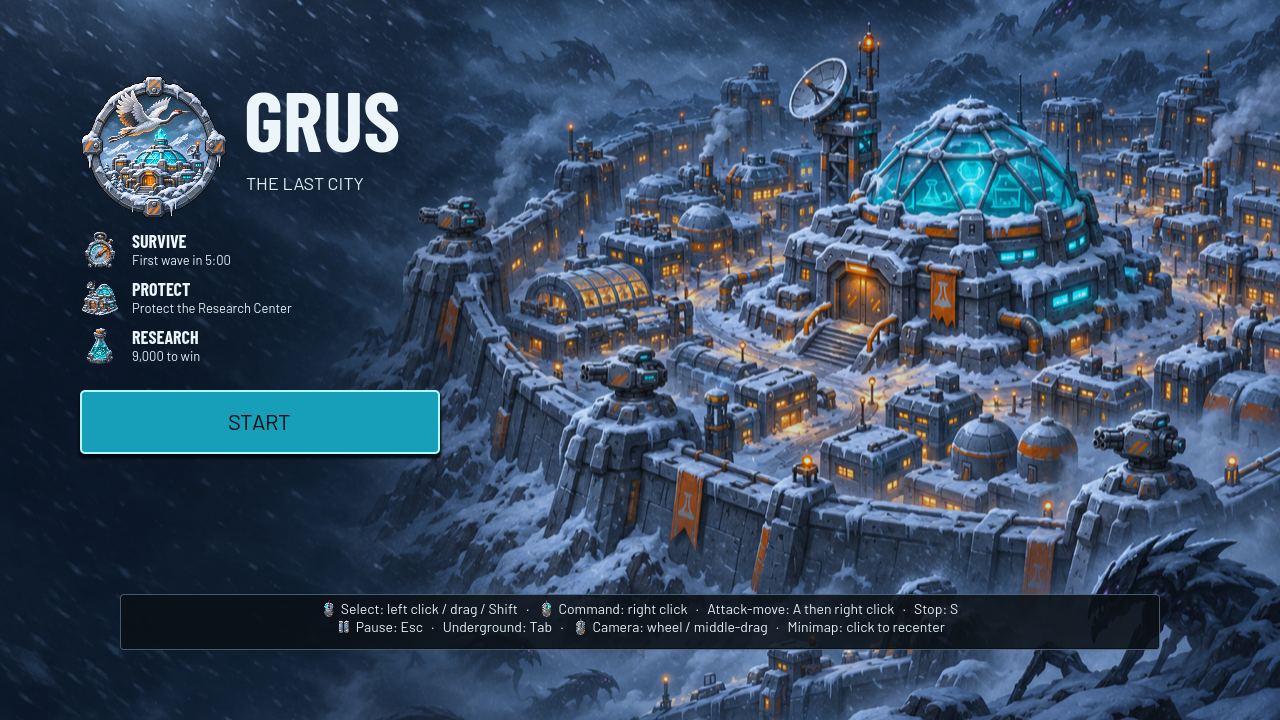 GRUS
THE LAST CITY
SURVIVE
First wave in 5:00
PROTECT
Protect the Research Center
RESEARCH
9,000 to win
START
Select: left click / drag / Shift · Command: right click · Attack-move: A then right click · Stop: S
Pause: Esc · Underground: Tab · Camera: wheel / middle-drag · Minimap: click to recenter